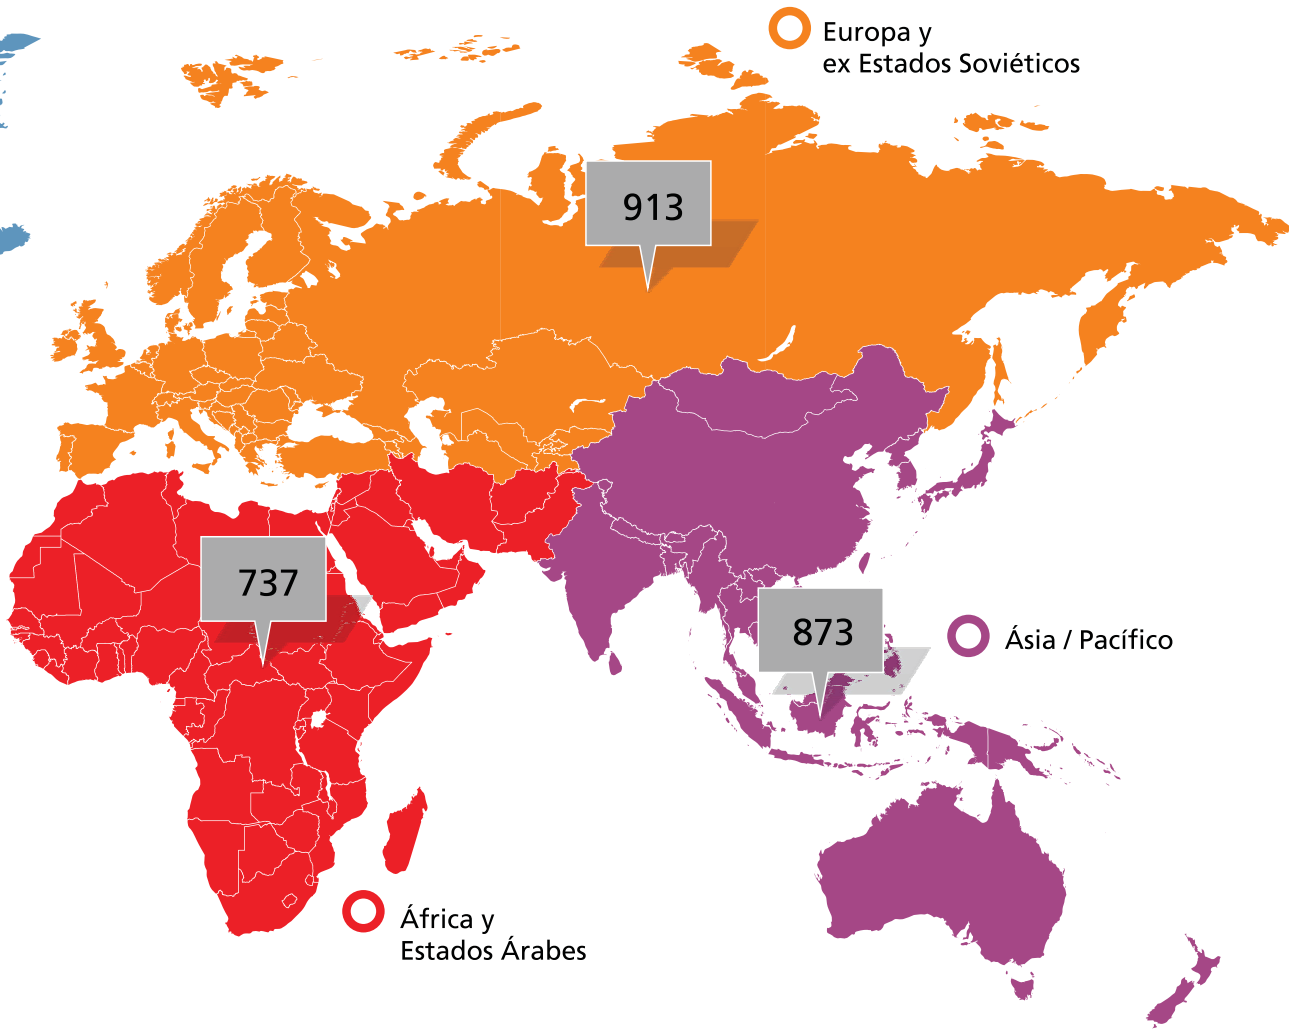 Europa y
ex Estados Soviéticos
913
737
873
Ásia / Pacífico
África y
Estados Árabes